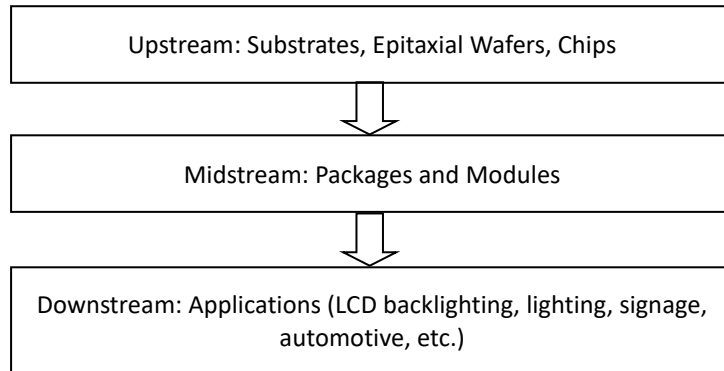 Upstream: Substrates, Epitaxial Wafers, Chips
Midstream: Packages and Modules
Downstream: Applications (LCD backlighting, lighting, signage,
automotive, etc.)